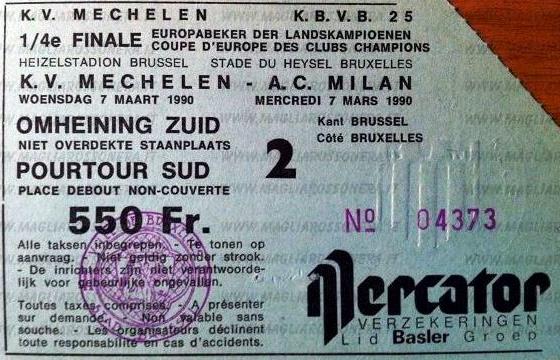 K.V. MECHELEN K.B.V.B. 25
1/4e FINALE EUROPABEKER DER LANDSKAMPIOENEN
COUPE D'EUROPE DES CLUBS CHAMPIONS
HEIZELSTADION BRUSSEL STADE DU HEYSEL BRUXELLES
K.V. MECHELEN - A.C. MILAN
WOENSDAG 7 MAART 1990 MERCREDI 7 MARS 1990
OMHEINING ZUID
NIET OVERDEKTE STAANPLAATS
POURTOUR SUD
PLACE DEBOUT NON-COUVERTE
2
Kant BRUSSEL
Côté BRUXELLES
550 Fr.
Nº 04373
Alle taksen inbegrepen. - Te tonen op
aanvraag. - Niet geldig zonder strook.
- De inrichters zijn niet verantwoorde-
lijk voor gebeurlijke ongevallen.
Toutes taxes comprises. - A présenter
sur demande. - Non valable sans
souche. - Les organisateurs déclinent
toute responsabilité en cas d'accidents.
Mercator
VERZEKERINGEN
Lid Basler Groep
WWW.MAGLIAROSSONERA.IT